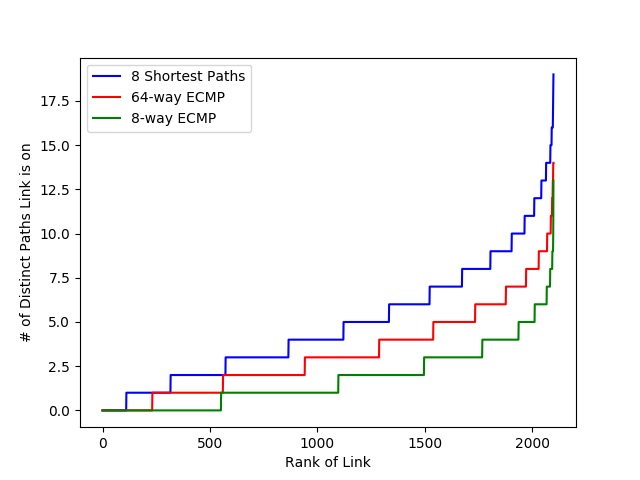 8 Shortest Paths
64-way ECMP
8-way ECMP
# of Distinct Paths Link is on
17.5
15.0
12.5
10.0
7.5
5.0
2.5
0.0
0
500
1000
1500
2000
Rank of Link